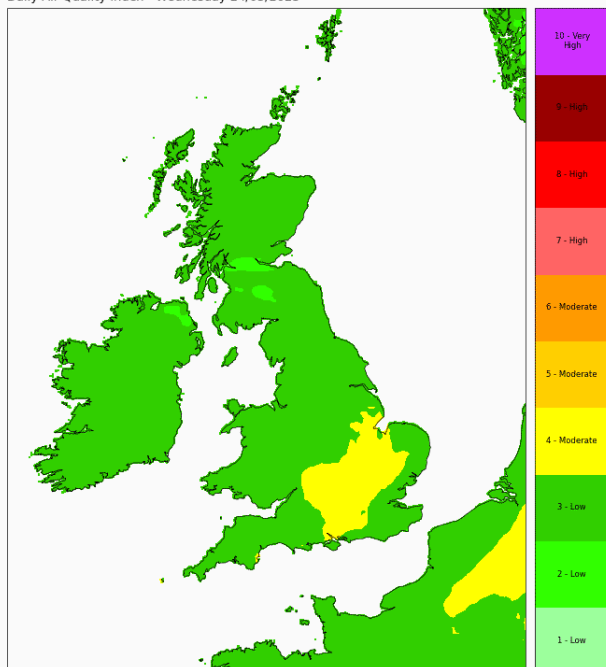 10 - Very
High
9 - High
8 - High
7 - High
6 - Moderate
5 - Moderate
4 - Moderate
3 - Low
2 - Low
1 - Low